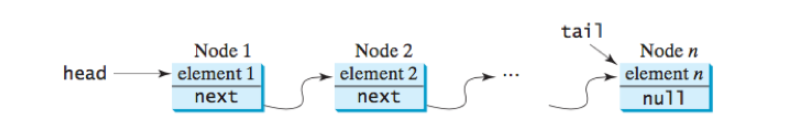 tail
Node 1 Node 2 Node n
head element 1 element 2 ... element n
next next null